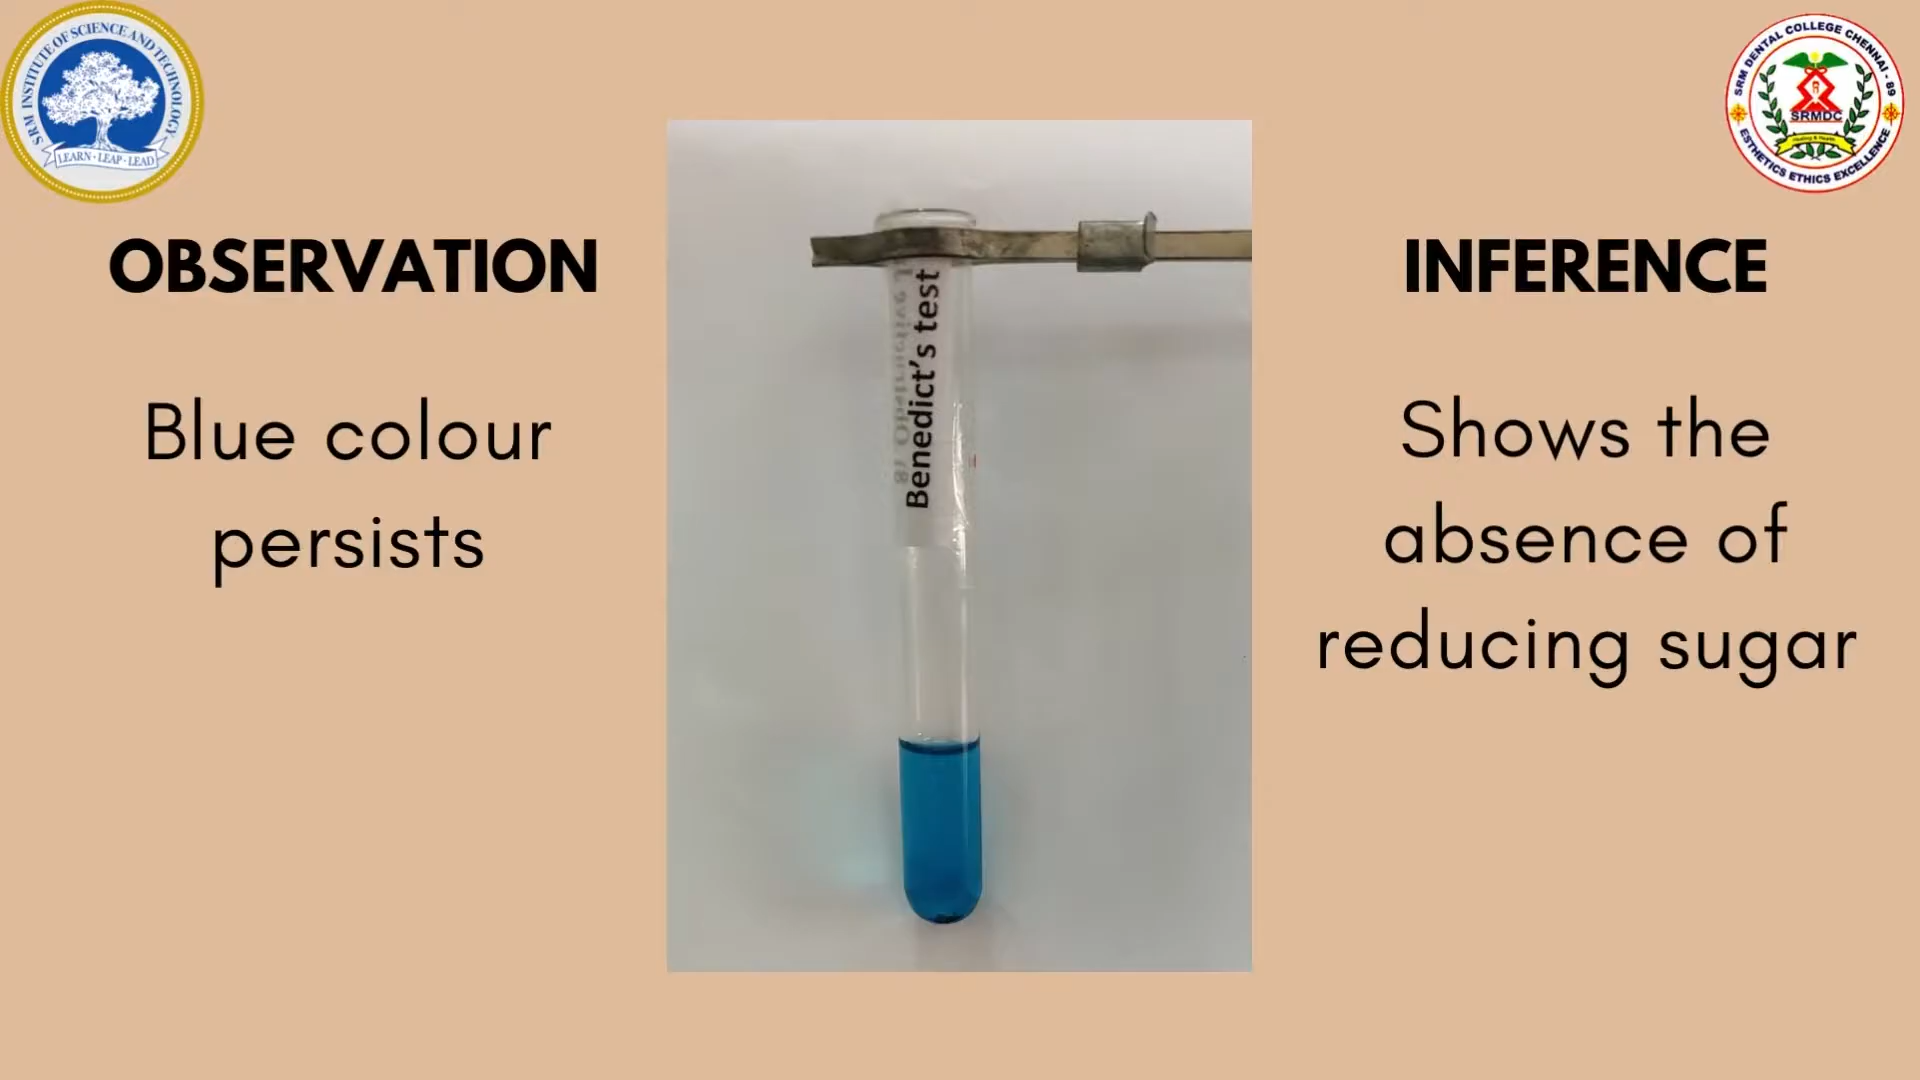 SRM INSTITUTE OF SCIENCE AND TECHNOLOGY
LEARN · LEAP · LEAD
SRM DENTAL COLLEGE CHENNAI - 89
SRMDC
ESTHETICS ETHICS EXCELLENCE
OBSERVATION
Blue colour
persists
Benedict's test
INFERENCE
Shows the
absence of
reducing sugar